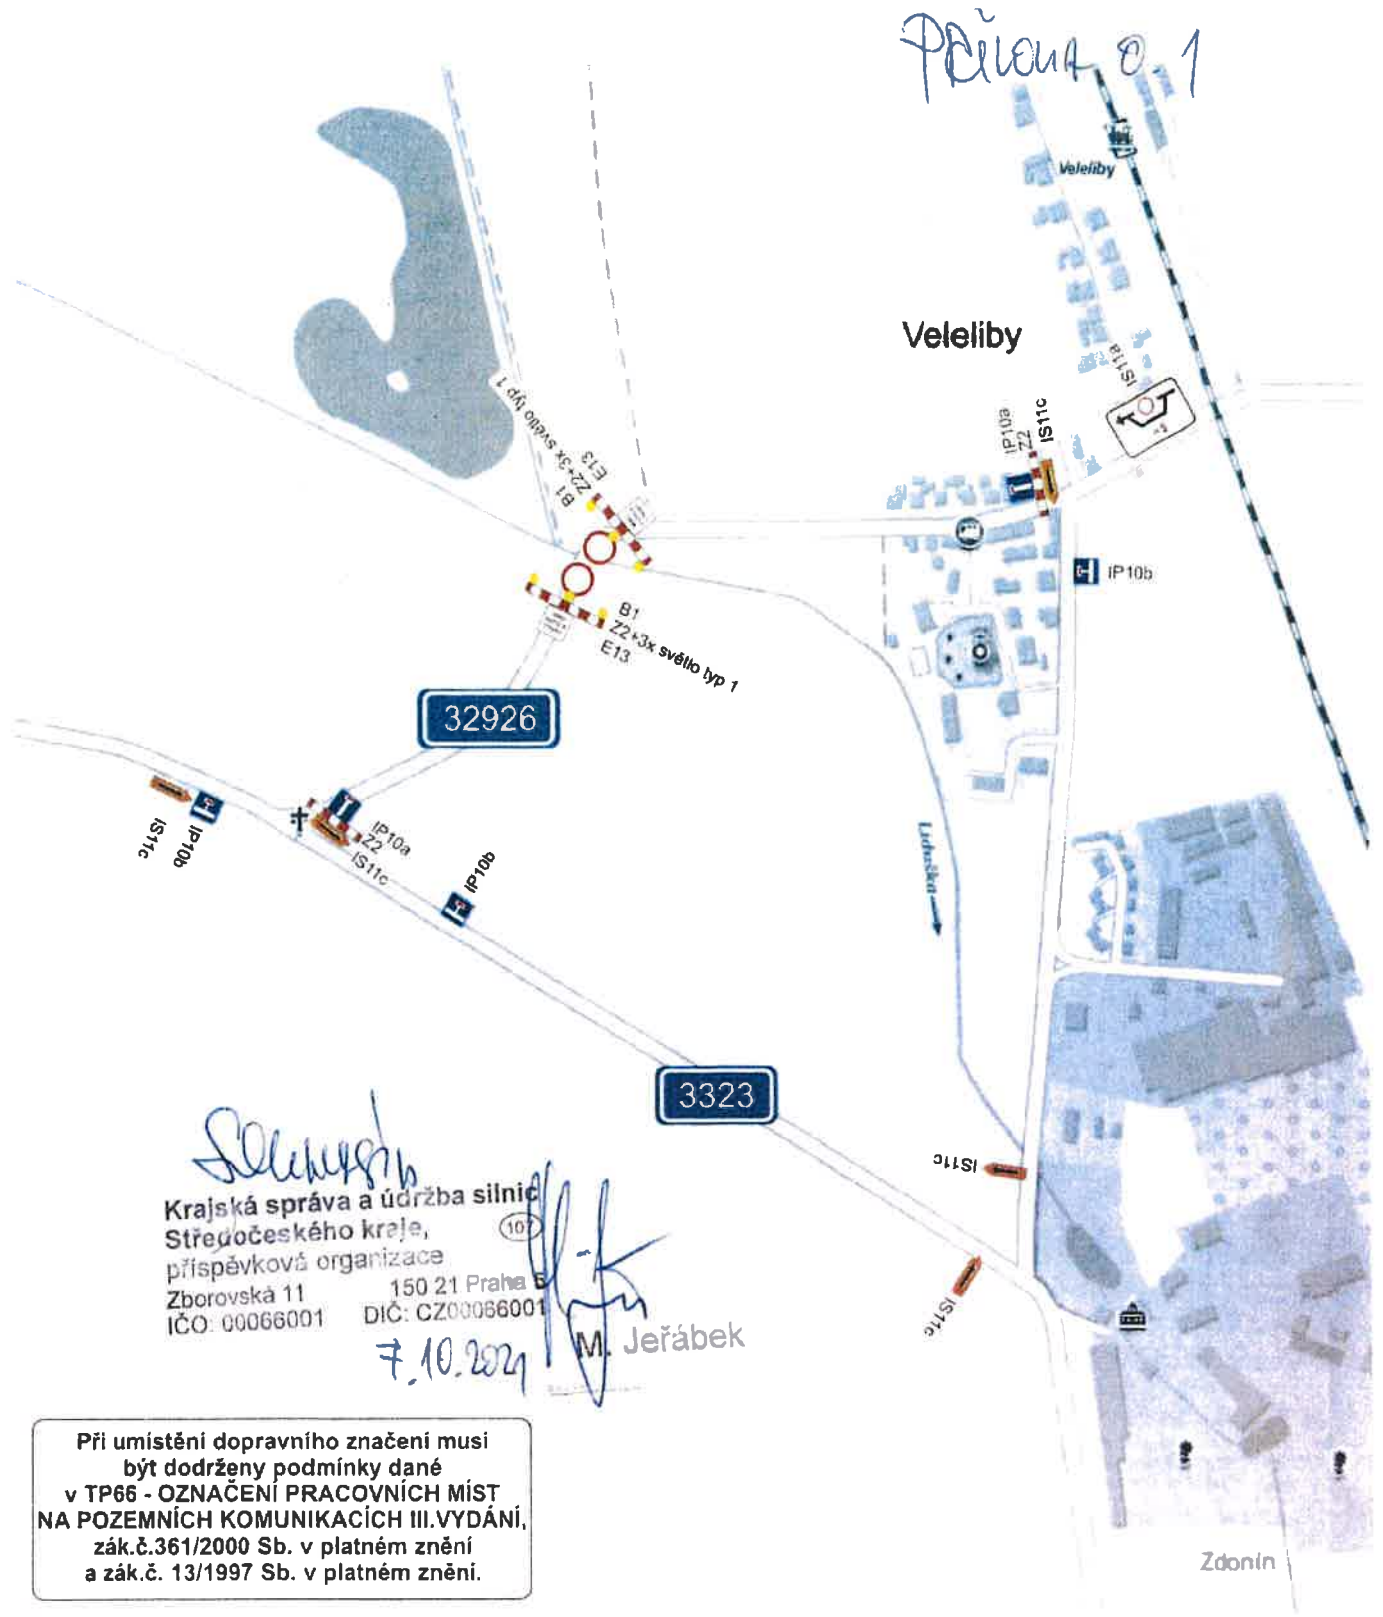 PŘÍLOHA č 1
Veleliby
Veleliby
IS11a
IP10a
Z2
IS11c
B1
Z2+3x světlo typ 1
E13
IP10b
B1
Z2+3x světlo typ 1
E13
32926
IS11c
IP10b
IP10a
Z2
IS11c
IP10b
Liduška
3323
IS11c
IS11c
Krajská správa a údržba silnic
Středočeského kraje,
příspěvková organizace
107
Zborovská 11 150 21 Praha 5
IČO: 00066001 DIČ: CZ00066001
7.10.2021
M. Jeřábek
Při umístění dopravního značení musí
být dodrženy podmínky dané
v TP66 - OZNAČENÍ PRACOVNÍCH MÍST
NA POZEMNÍCH KOMUNIKACÍCH III.VYDÁNÍ,
zák.č.361/2000 Sb. v platném znění
a zák.č. 13/1997 Sb. v platném znění.
Zdonín